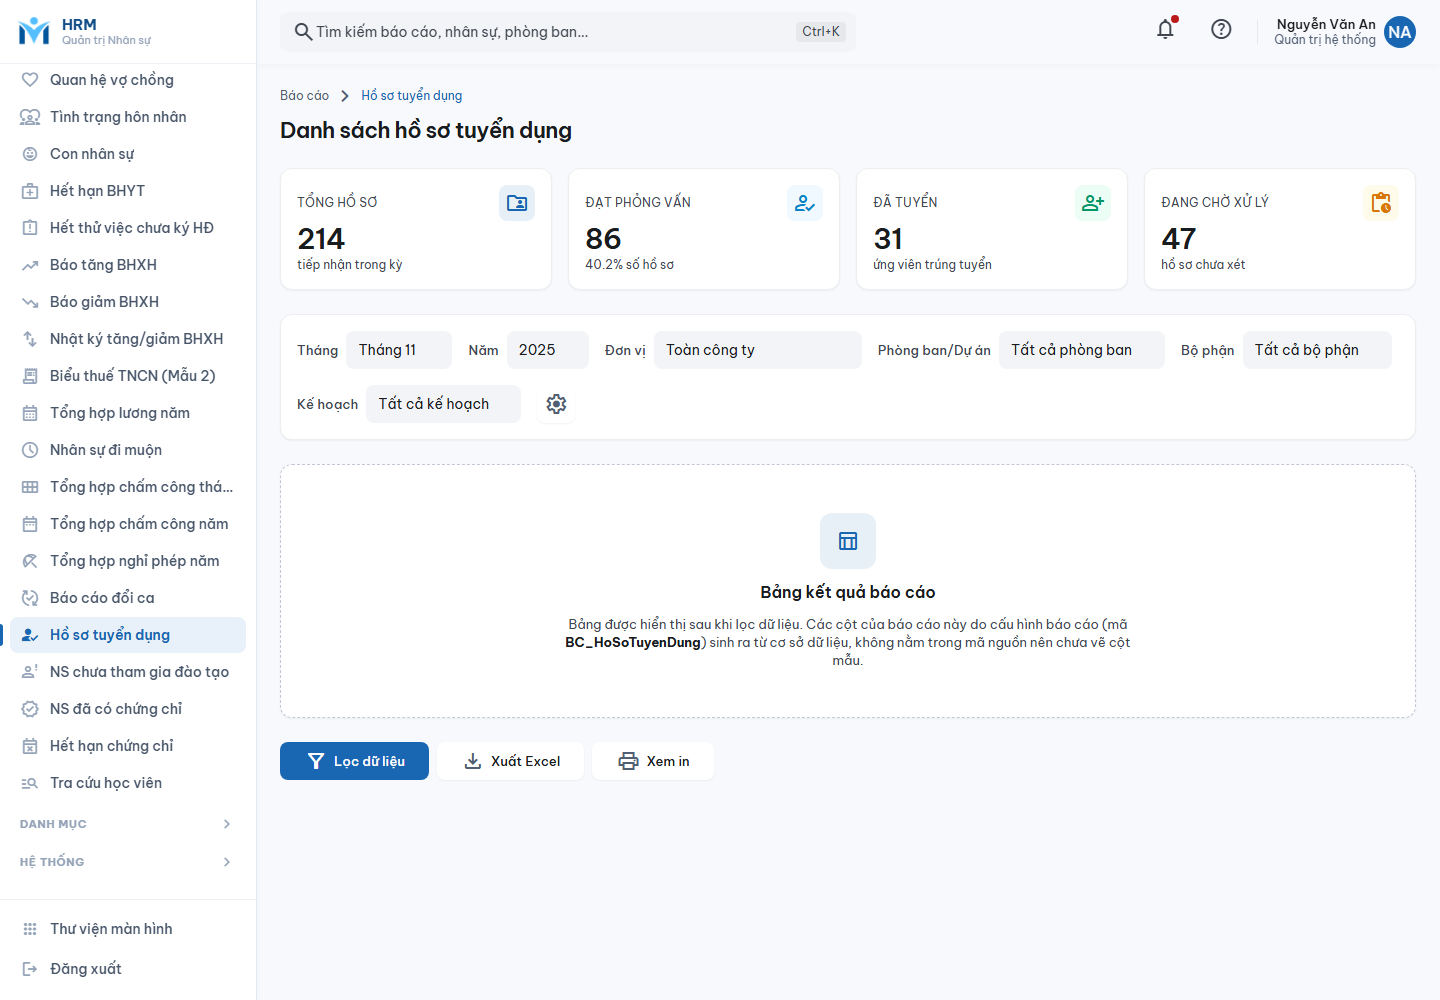 HRM
Quản trị Nhân sự
Tìm kiếm báo cáo, nhân sự, phòng ban...
Ctrl+K
Nguyễn Văn An
Quản trị hệ thống
NA
Quan hệ vợ chồng
Tình trạng hôn nhân
Con nhân sự
Hết hạn BHYT
Hết thử việc chưa ký HĐ
Báo tăng BHXH
Báo giảm BHXH
Nhật ký tăng/giảm BHXH
Biểu thuế TNCN (Mẫu 2)
Tổng hợp lương năm
Nhân sự đi muộn
Tổng hợp chấm công thá...
Tổng hợp chấm công năm
Tổng hợp nghỉ phép năm
Báo cáo đổi ca
Hồ sơ tuyển dụng
NS chưa tham gia đào tạo
NS đã có chứng chỉ
Hết hạn chứng chỉ
Tra cứu học viên
DANH MỤC
HỆ THỐNG
Thư viện màn hình
Đăng xuất
Báo cáo
Hồ sơ tuyển dụng
Danh sách hồ sơ tuyển dụng
TỔNG HỒ SƠ
214
tiếp nhận trong kỳ
ĐẠT PHỎNG VẤN
86
40.2% số hồ sơ
ĐÃ TUYỂN
31
ứng viên trúng tuyển
ĐANG CHỜ XỬ LÝ
47
hồ sơ chưa xét
Tháng Tháng 11 Năm 2025 Đơn vị Toàn công ty Phòng ban/Dự án Tất cả phòng ban Bộ phận Tất cả bộ phận
Kế hoạch Tất cả kế hoạch
Bảng kết quả báo cáo
Bảng được hiển thị sau khi lọc dữ liệu. Các cột của báo cáo này do cấu hình báo cáo (mã
BC_HoSoTuyenDung) sinh ra từ cơ sở dữ liệu, không nằm trong mã nguồn nên chưa vẽ cột
mẫu.
Lọc dữ liệu
Xuất Excel
Xem in